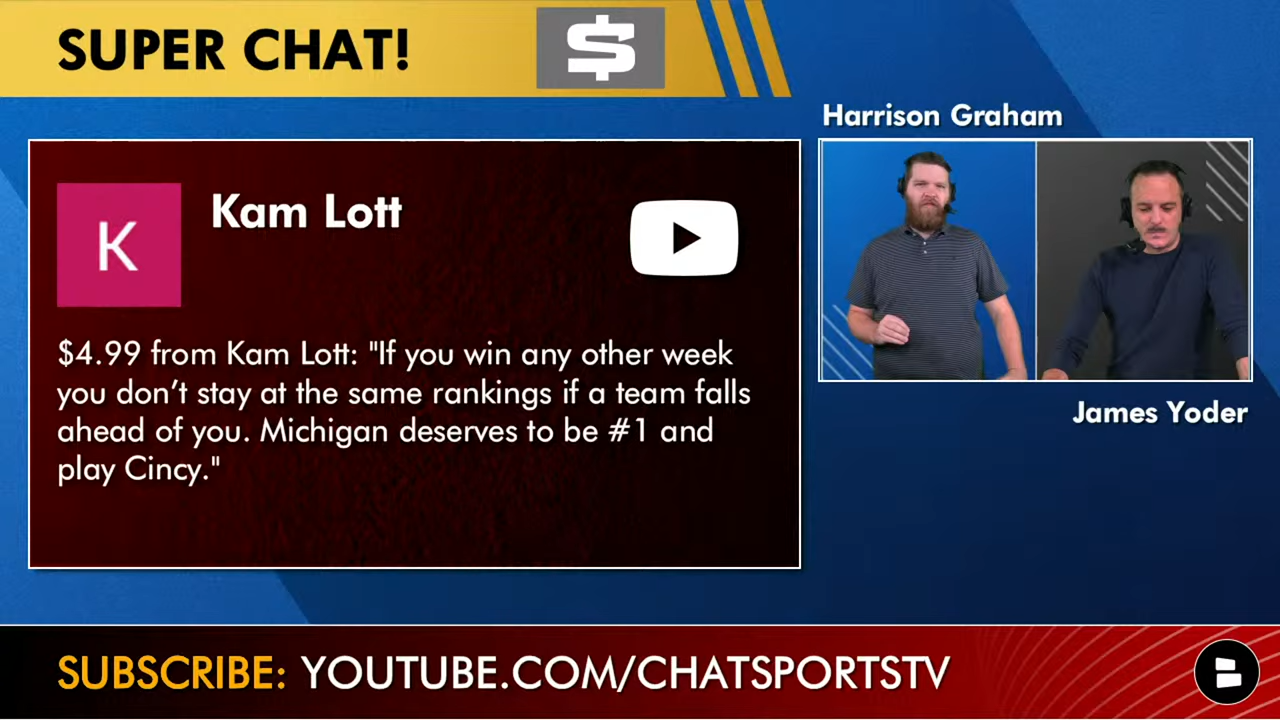 SUPER CHAT!
$
Harrison Graham
K
Kam Lott
$4.99 from Kam Lott: "If you win any other week
you don’t stay at the same rankings if a team falls
ahead of you. Michigan deserves to be #1 and
play Cincy."
James Yoder
SUBSCRIBE: YOUTUBE.COM/CHATSPORTSTV